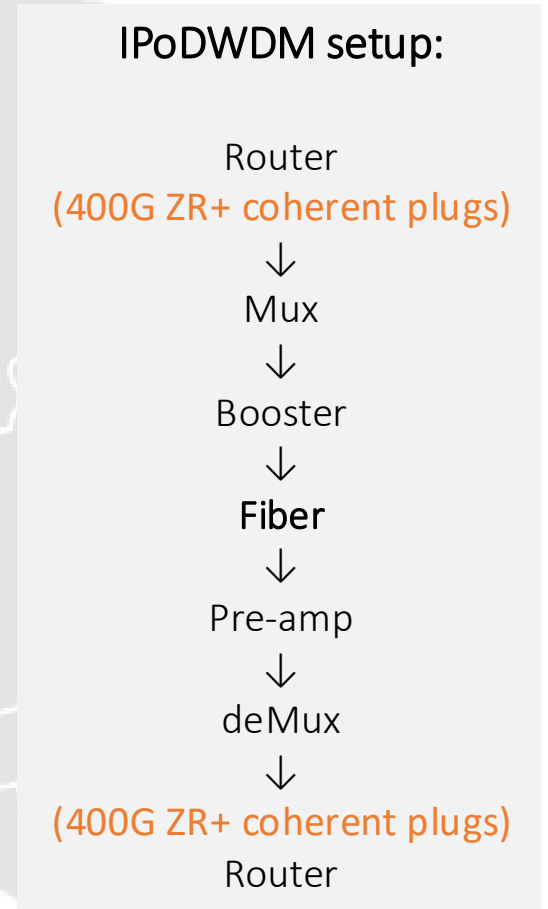 IPoDWDM setup:
Router
(400G ZR+ coherent plugs)
↓
Mux
↓
Booster
↓
Fiber
↓
Pre-amp
↓
deMux
↓
(400G ZR+ coherent plugs)
Router